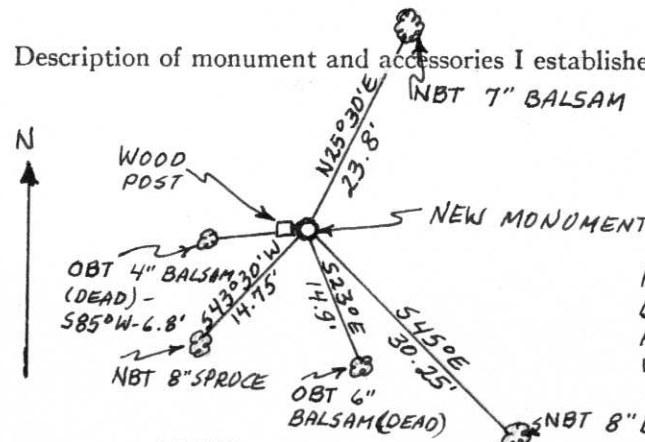 Description of monument and accessories I establishe
NBT 7" BALSAM
N25°30'E
23.8'
N
WOOD
POST
NEW MONUMENT
OBT 4" BALSAM
(DEAD) -
S85°W-6.8'
S43°30'W
14.75'
S23°E
14.9'
S45°E
30.25'
NBT 8" SPRUCE
OBT 6"
BALSAM (DEAD)
NBT 8"